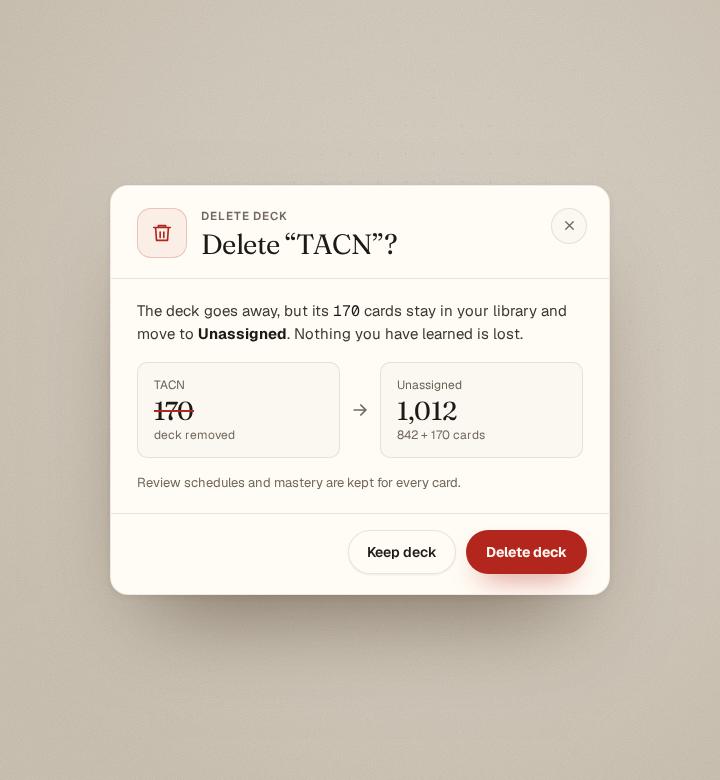 DELETE DECK
Delete “TACN”?
The deck goes away, but its 170 cards stay in your library and
move to Unassigned. Nothing you have learned is lost.
TACN
170
deck removed
→
Unassigned
1,012
842 + 170 cards
Review schedules and mastery are kept for every card.
Keep deck
Delete deck